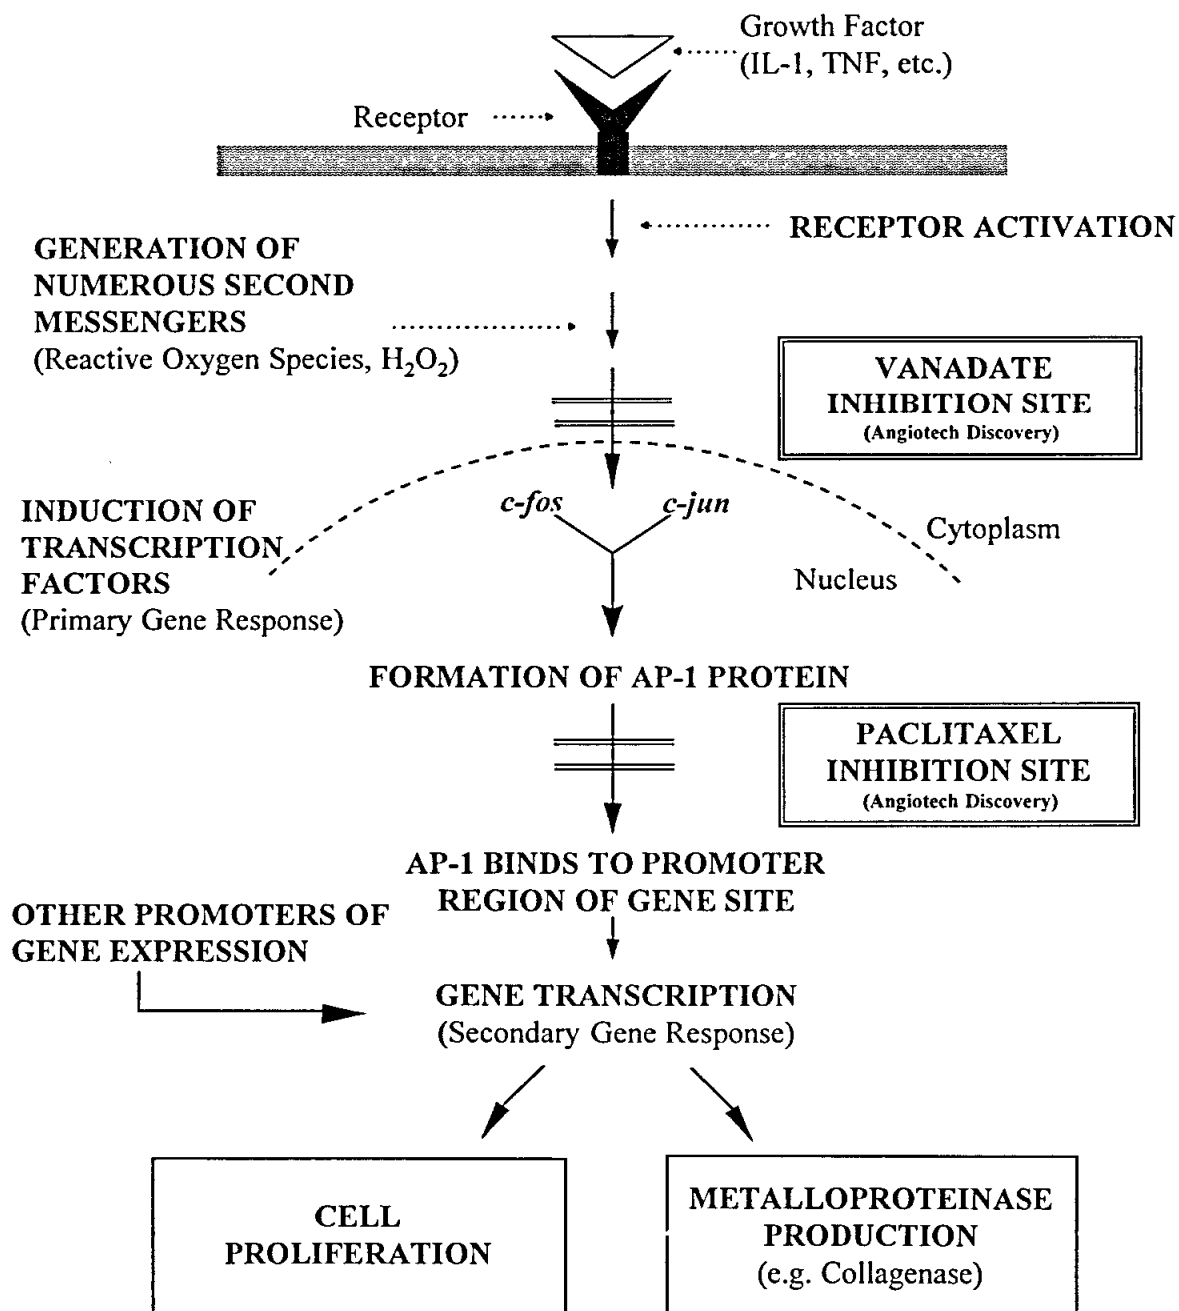 Growth Factor
(IL-1, TNF, etc.)
Receptor
RECEPTOR ACTIVATION
GENERATION OF
NUMEROUS SECOND
MESSENGERS
(Reactive Oxygen Species, H₂O₂)
VANADATE
INHIBITION SITE
(Angiotech Discovery)
INDUCTION OF
TRANSCRIPTION
FACTORS
(Primary Gene Response)
c-fos
c-jun
Cytoplasm
Nucleus
FORMATION OF AP-1 PROTEIN
PACLITAXEL
INHIBITION SITE
(Angiotech Discovery)
AP-1 BINDS TO PROMOTER
REGION OF GENE SITE
OTHER PROMOTERS OF
GENE EXPRESSION
GENE TRANSCRIPTION
(Secondary Gene Response)
CELL
PROLIFERATION
METALLOPROTEINASE
PRODUCTION
(e.g. Collagenase)